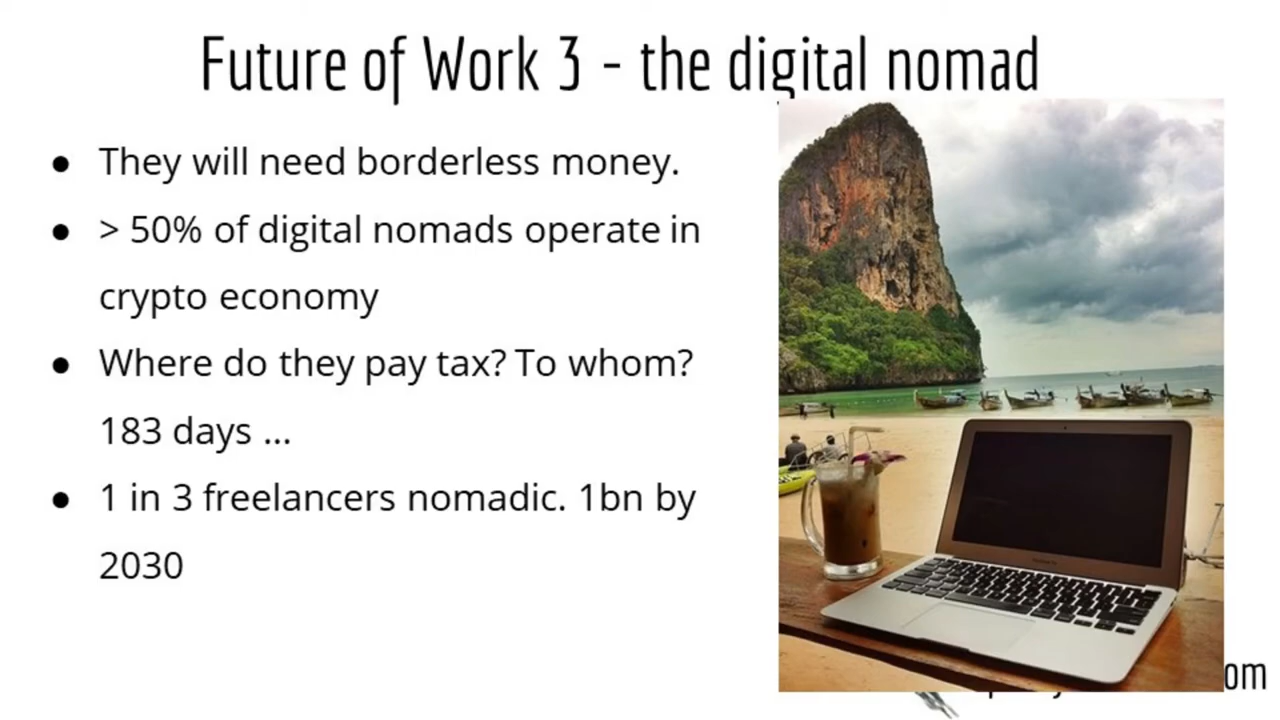 Future of Work 3 - the digital nomad
● They will need borderless money.
● > 50% of digital nomads operate in
crypto economy
● Where do they pay tax? To whom?
183 days ...
● 1 in 3 freelancers nomadic. 1bn by
2030